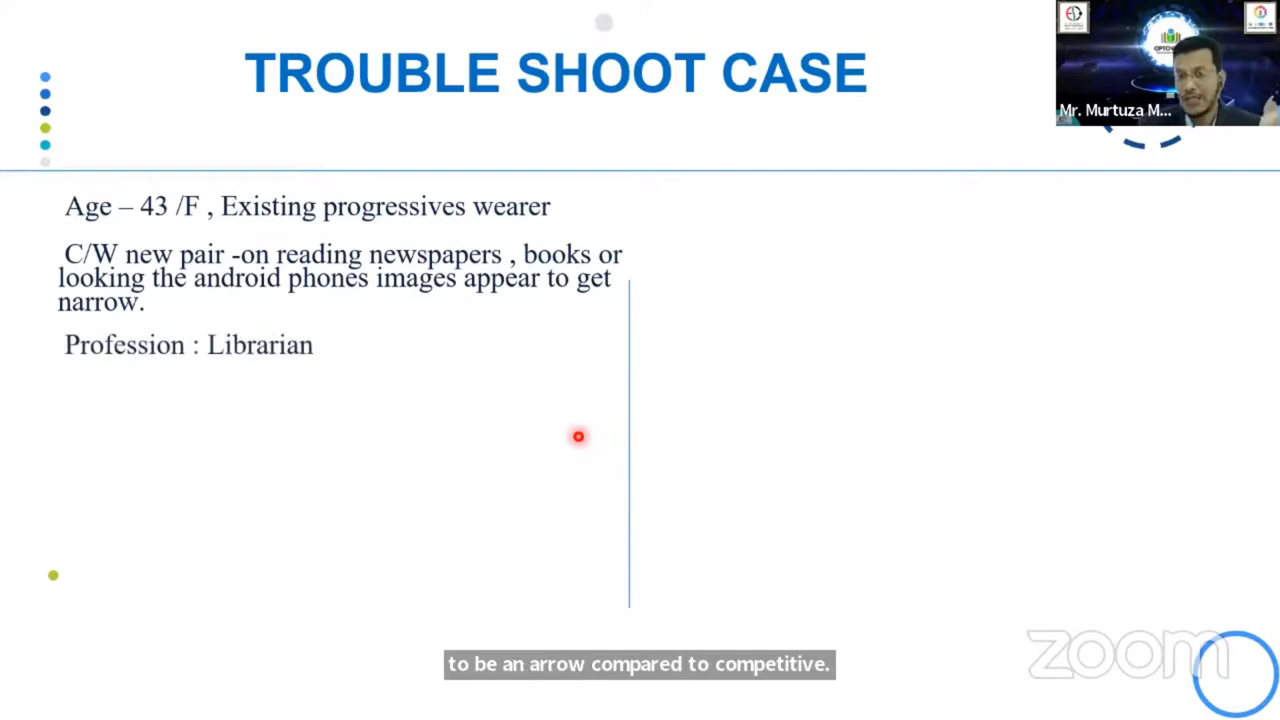 TROUBLE SHOOT CASE
Mr. Murtuza M...
Age – 43 /F , Existing progressives wearer
C/W new pair -on reading newspapers , books or
looking the android phones images appear to get
narrow.
Profession : Librarian
to be an arrow compared to competitive.
zoom